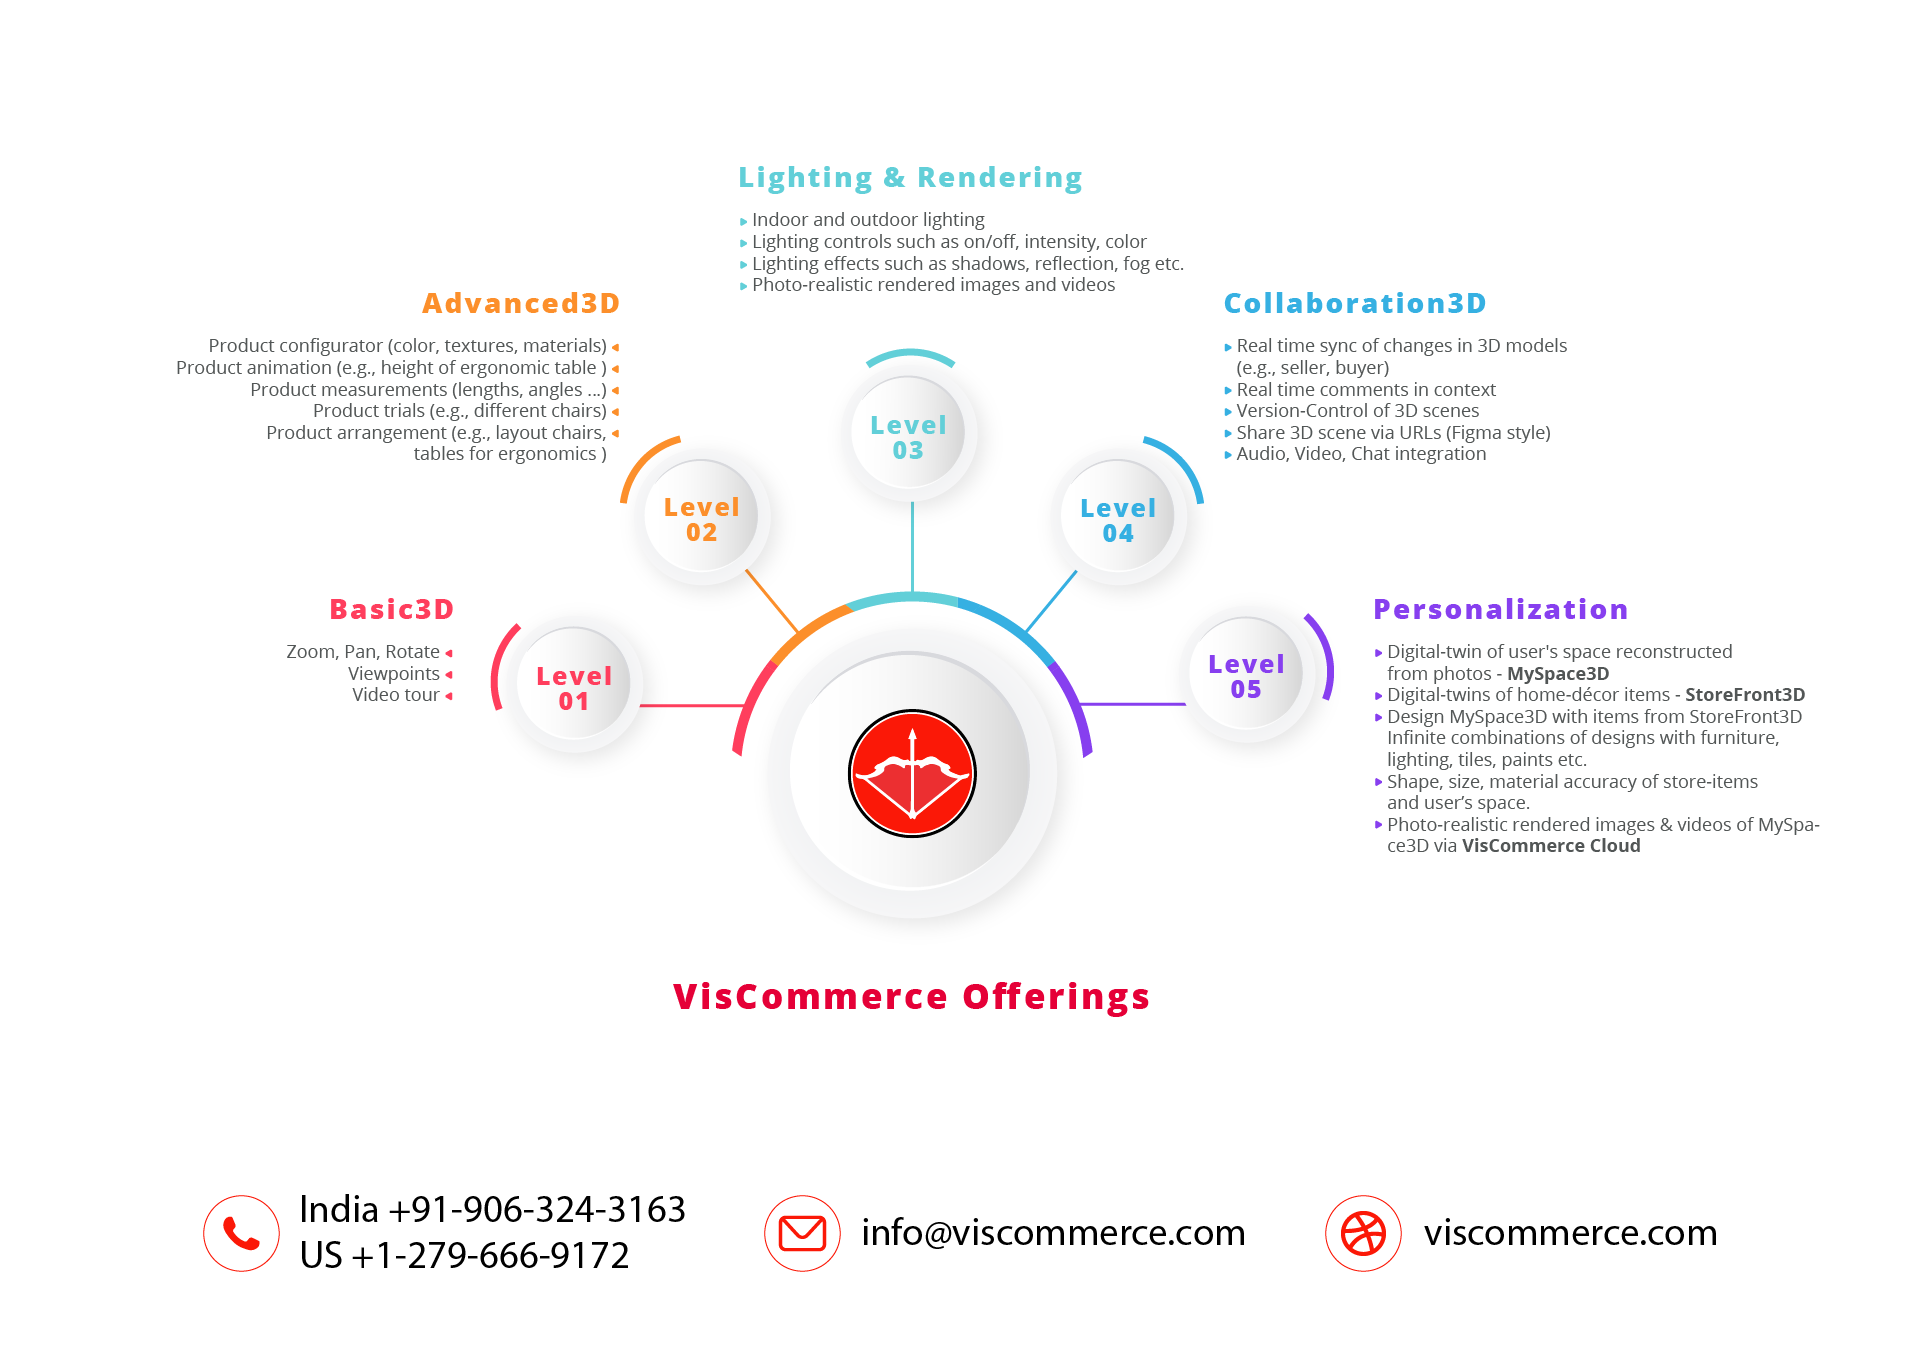 Lighting & Rendering
Indoor and outdoor lighting
Lighting controls such as on/off, intensity, color
Lighting effects such as shadows, reflection, fog etc.
Photo-realistic rendered images and videos
Advanced3D
Product configurator (color, textures, materials)
Product animation (e.g., height of ergonomic table )
Product measurements (lengths, angles ...)
Product trials (e.g., different chairs)
Product arrangement (e.g., layout chairs,
tables for ergonomics )
Collaboration3D
Real time sync of changes in 3D models
(e.g., seller, buyer)
Real time comments in context
Version-Control of 3D scenes
Share 3D scene via URLs (Figma style)
Audio, Video, Chat integration
Level
03
Level
02
Level
04
Basic3D
Zoom, Pan, Rotate
Viewpoints
Video tour
Level
01
Level
05
Personalization
Digital-twin of user's space reconstructed
from photos - MySpace3D
Digital-twins of home-décor items - StoreFront3D
Design MySpace3D with items from StoreFront3D
Infinite combinations of designs with furniture,
lighting, tiles, paints etc.
Shape, size, material accuracy of store-items
and user’s space.
Photo-realistic rendered images & videos of MySpa-
ce3D via VisCommerce Cloud
VisCommerce Offerings
India +91-906-324-3163
US +1-279-666-9172
info@viscommerce.com
viscommerce.com